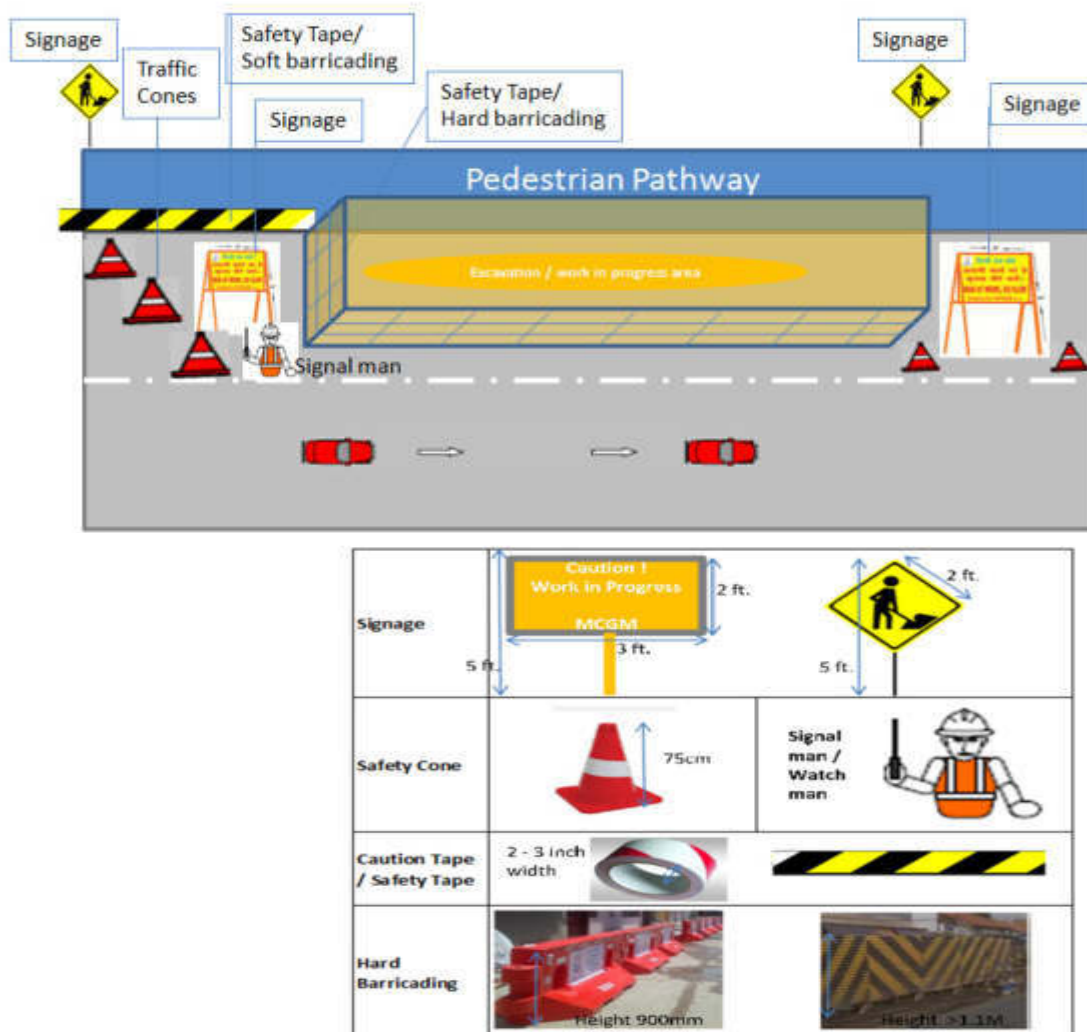 Signage
Safety Tape/
Soft barricading
Signage
Traffic
Cones
Safety Tape/
Hard barricading
Signage
Signage
Pedestrian Pathway
Excavation / work in progress area
Signal man
Signage
Caution !
Work in Progress
MCGM
2 ft.
3 ft.
5 ft.
2 ft.
5 ft.
Safety Cone
75cm
Signal
man /
Watch
man
Caution Tape
/ Safety Tape
2 - 3 inch
width
Hard
Barricading
Height 900mm
Height >1.1M